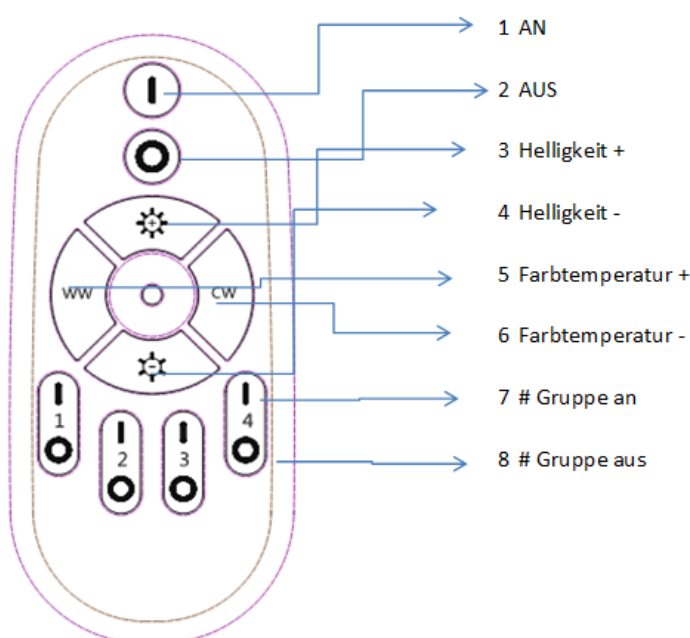 1 AN
2 AUS
3 Helligkeit +
4 Helligkeit -
WW
CW
5 Farbtemperatur +
6 Farbtemperatur -
7 # Gruppe an
1
4
2
3
8 # Gruppe aus